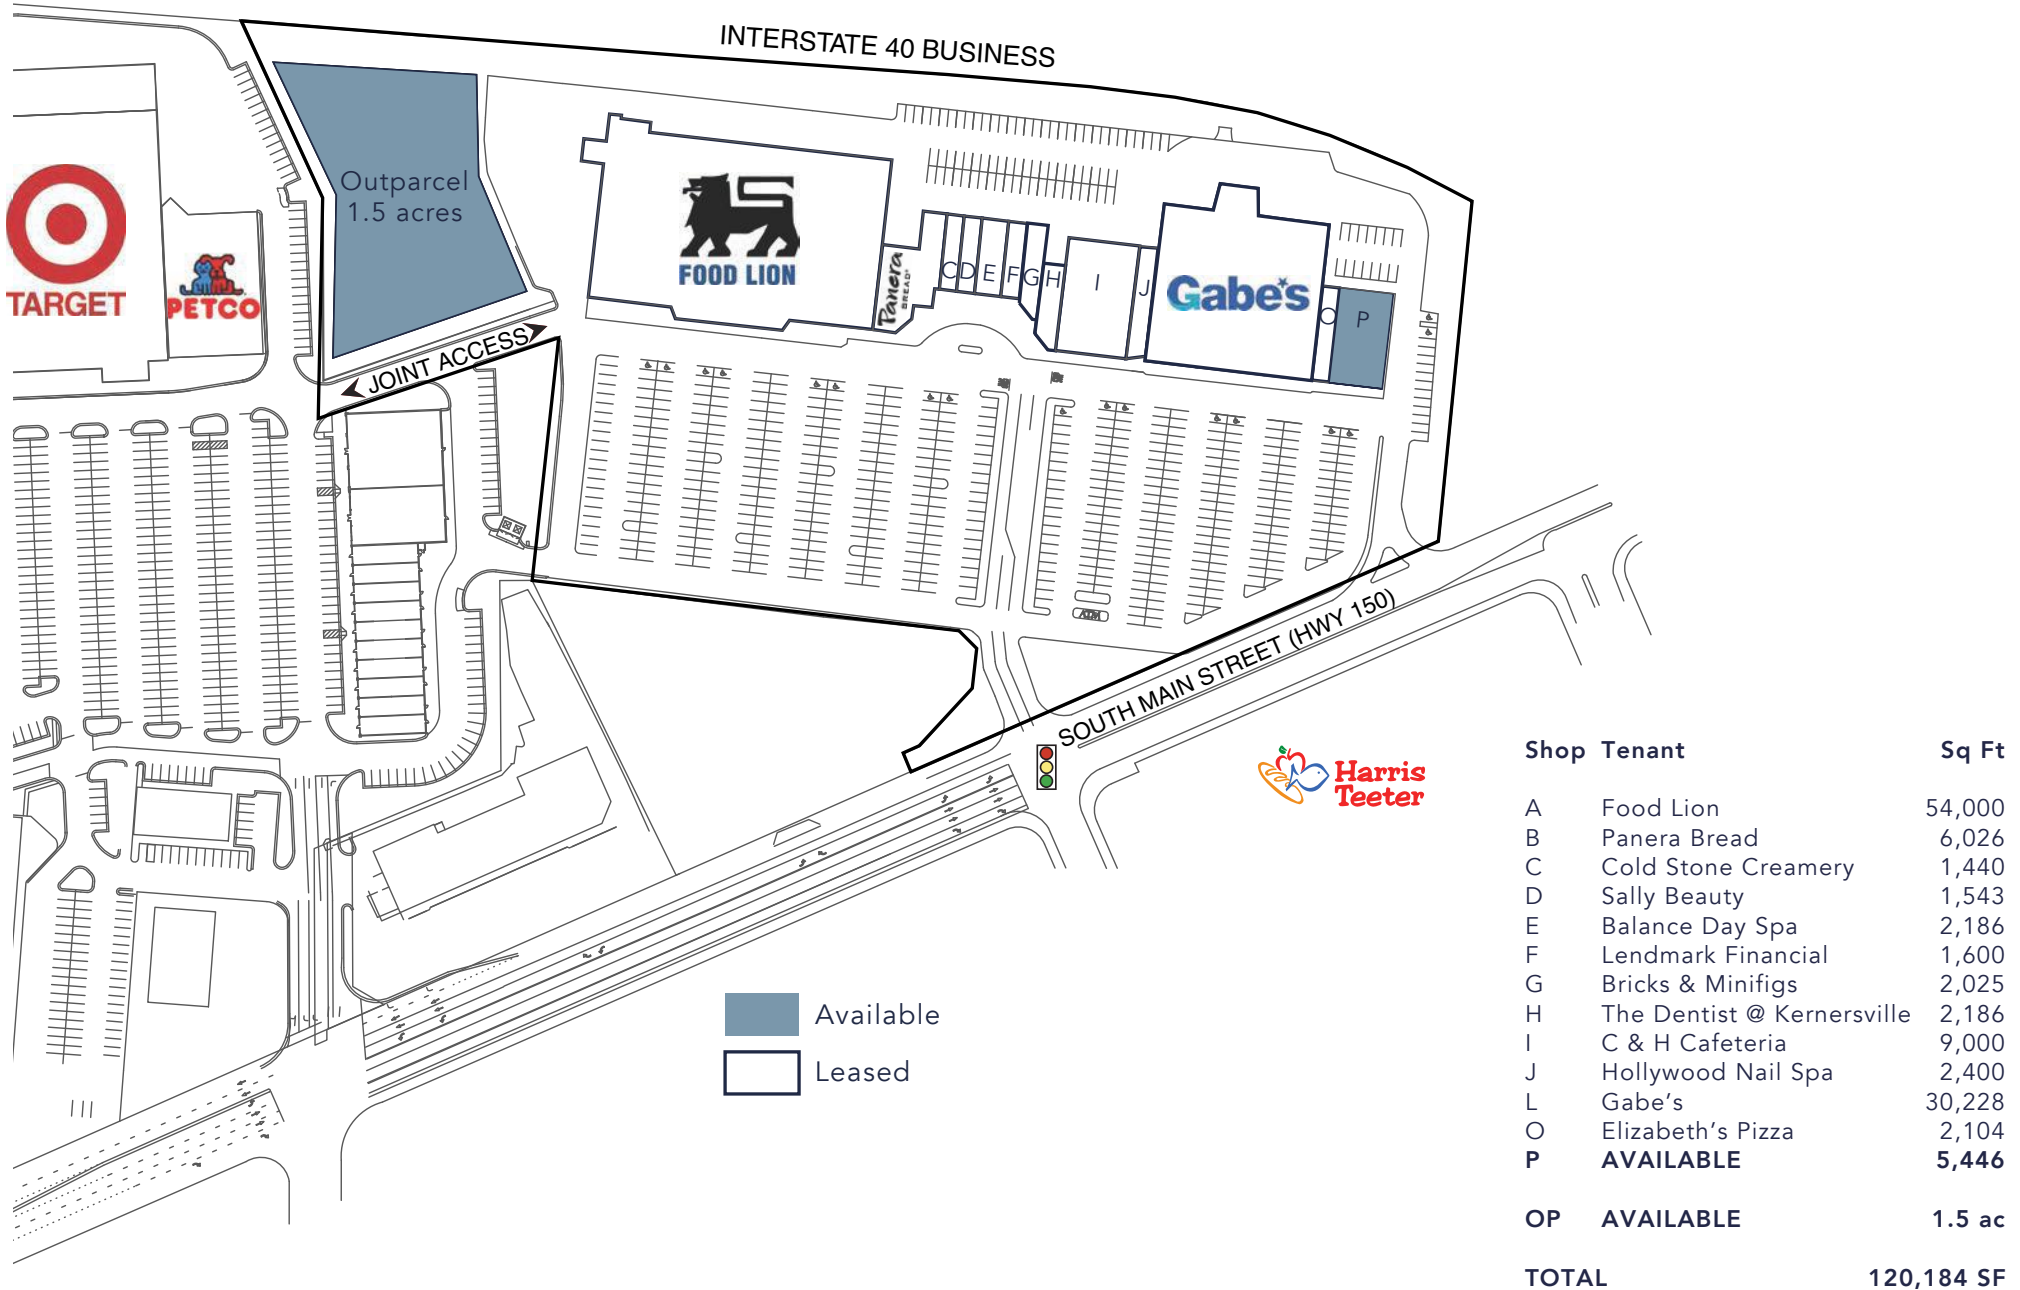 INTERSTATE 40 BUSINESS
Outparcel
1.5 acres
TARGET
PETCO
FOOD LION
Panera
BREAD
C D E F G H I J
Gabe's
O P
JOINT ACCESS
ATM
SOUTH MAIN STREET (HWY 150)
Harris
Teeter
Available
Leased
Shop Tenant Sq Ft
A Food Lion 54,000
B Panera Bread 6,026
C Cold Stone Creamery 1,440
D Sally Beauty 1,543
E Balance Day Spa 2,186
F Lendmark Financial 1,600
G Bricks & Minifigs 2,025
H The Dentist @ Kernersville 2,186
I C & H Cafeteria 9,000
J Hollywood Nail Spa 2,400
L Gabe's 30,228
O Elizabeth's Pizza 2,104
P AVAILABLE 5,446
OP AVAILABLE 1.5 ac
TOTAL 120,184 SF